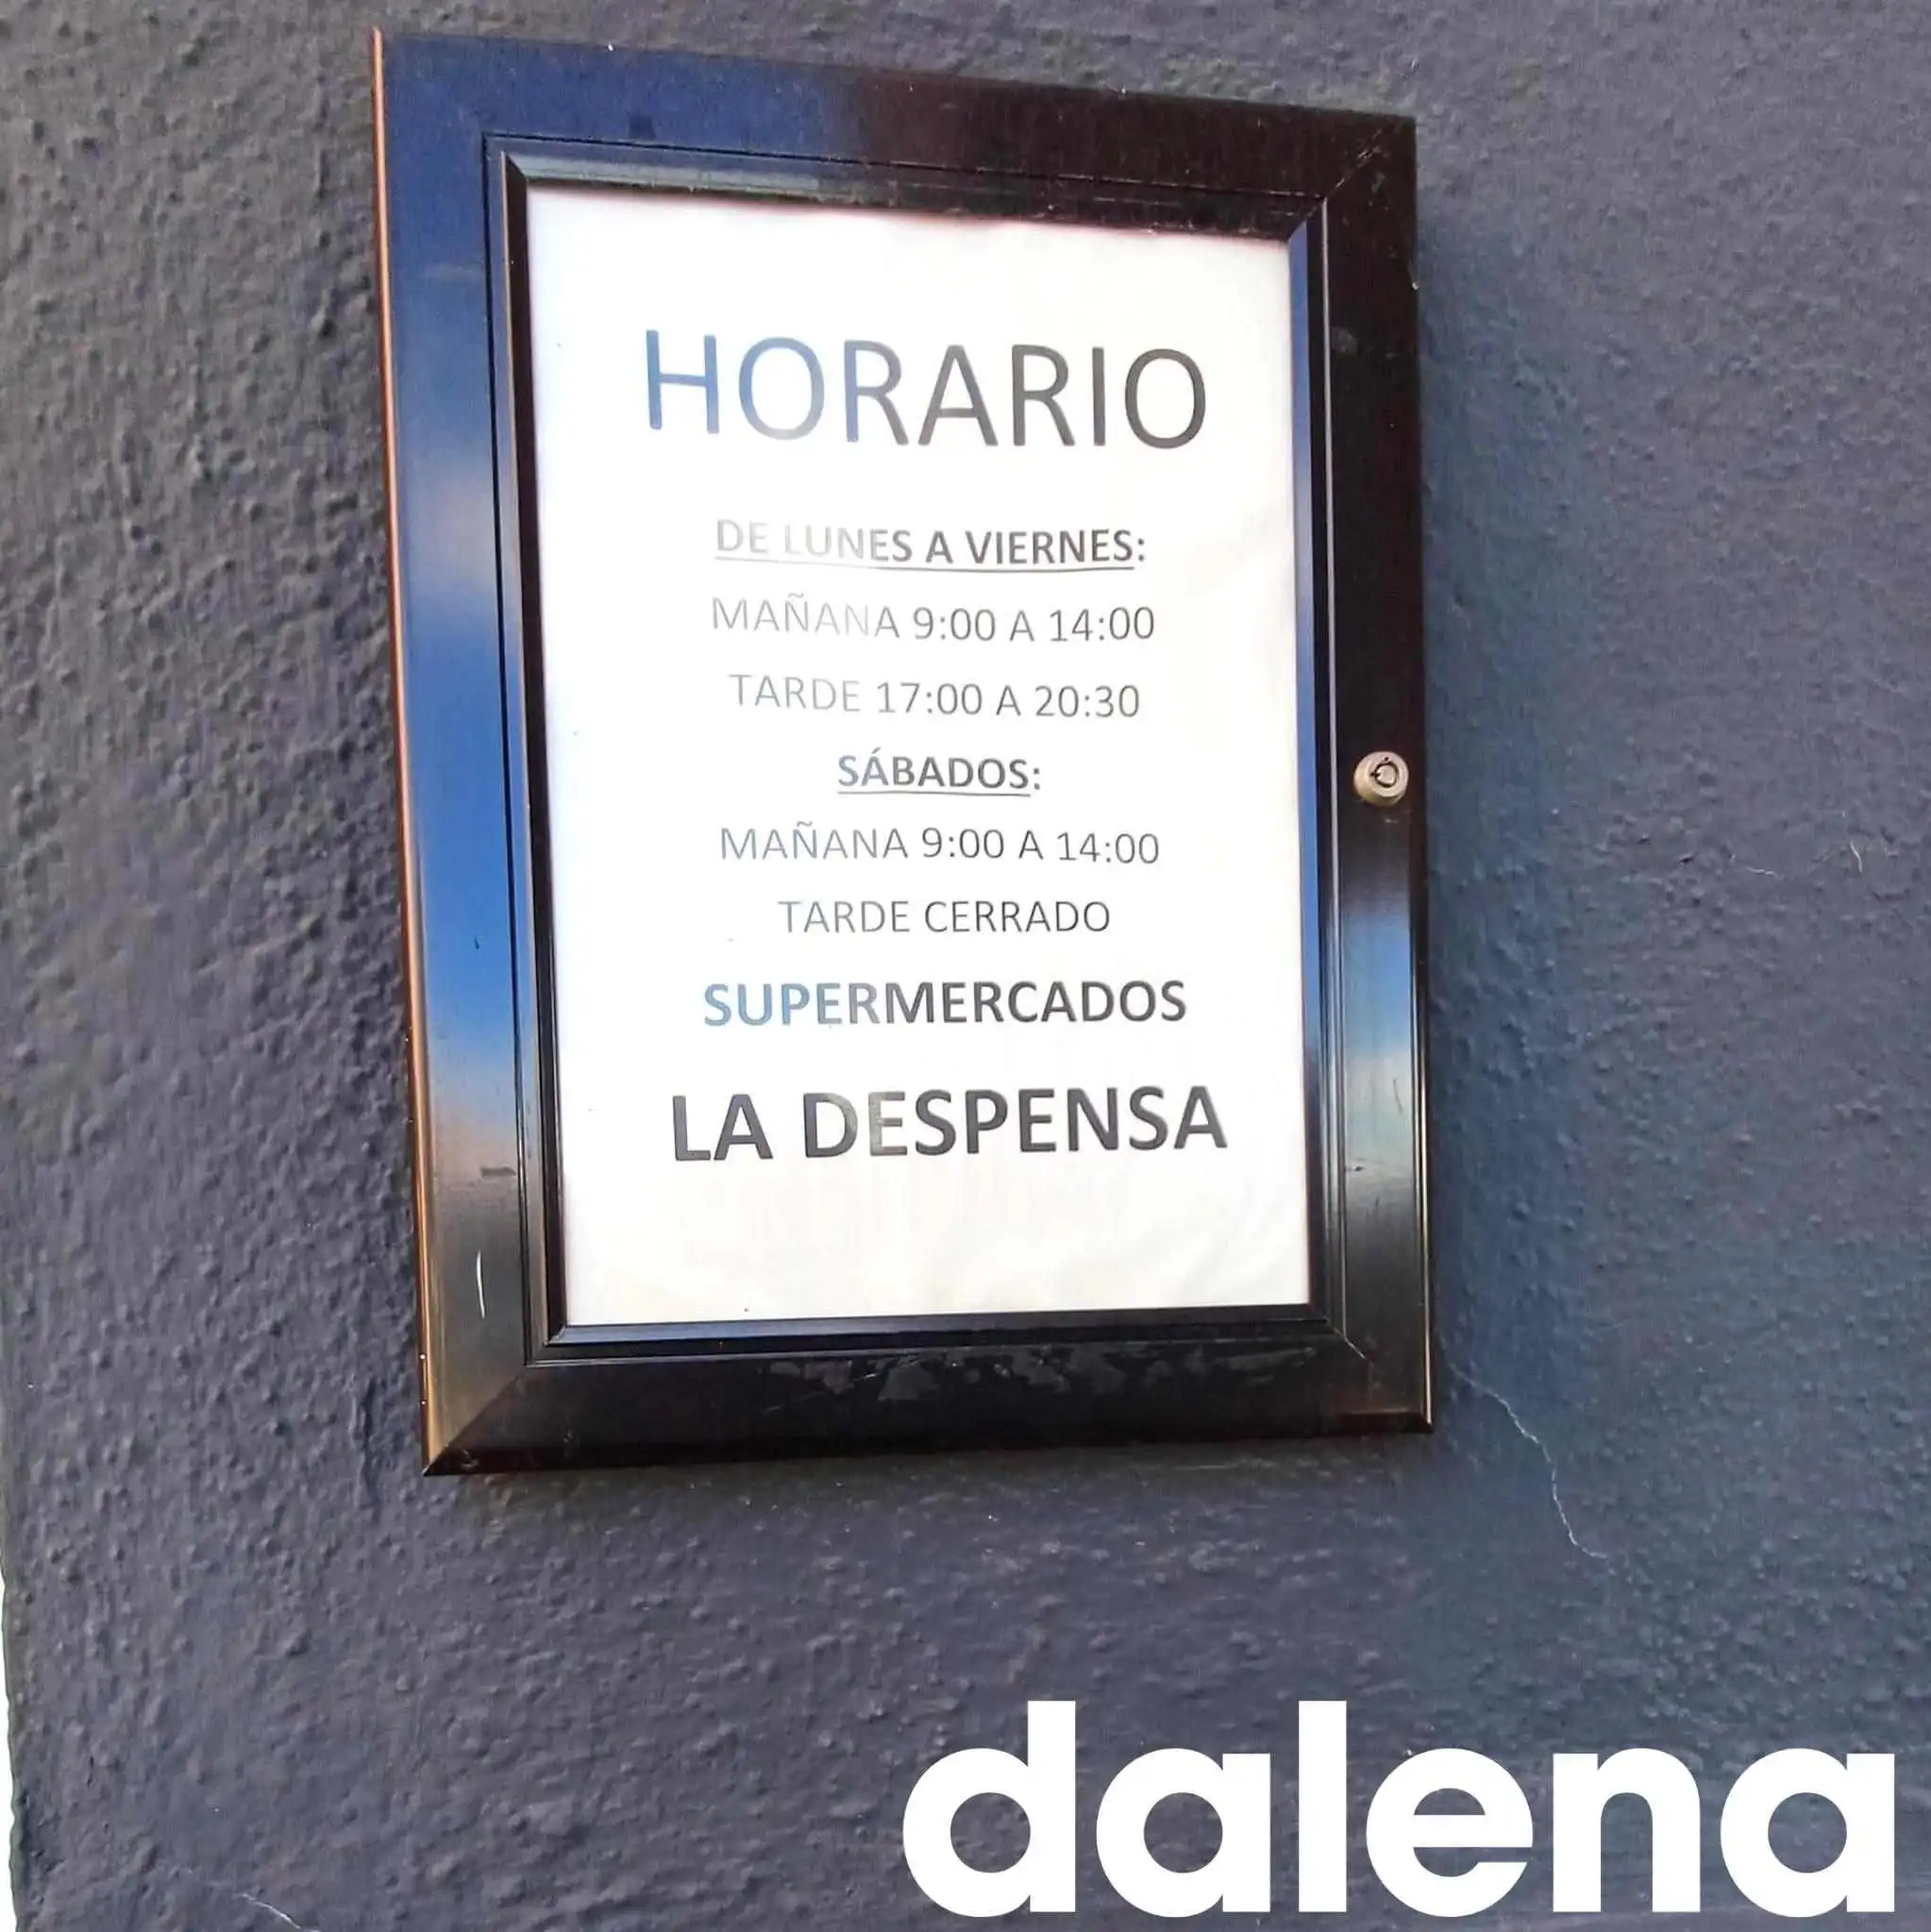 HORARIO
DE LUNES A VIERNES:
MAÑANA 9:00 A 14:00
TARDE 17:00 A 20:30
SÁBADOS:
MAÑANA 9:00 A 14:00
TARDE CERRADO
SUPERMERCADOS
LA DESPENSA
dalena